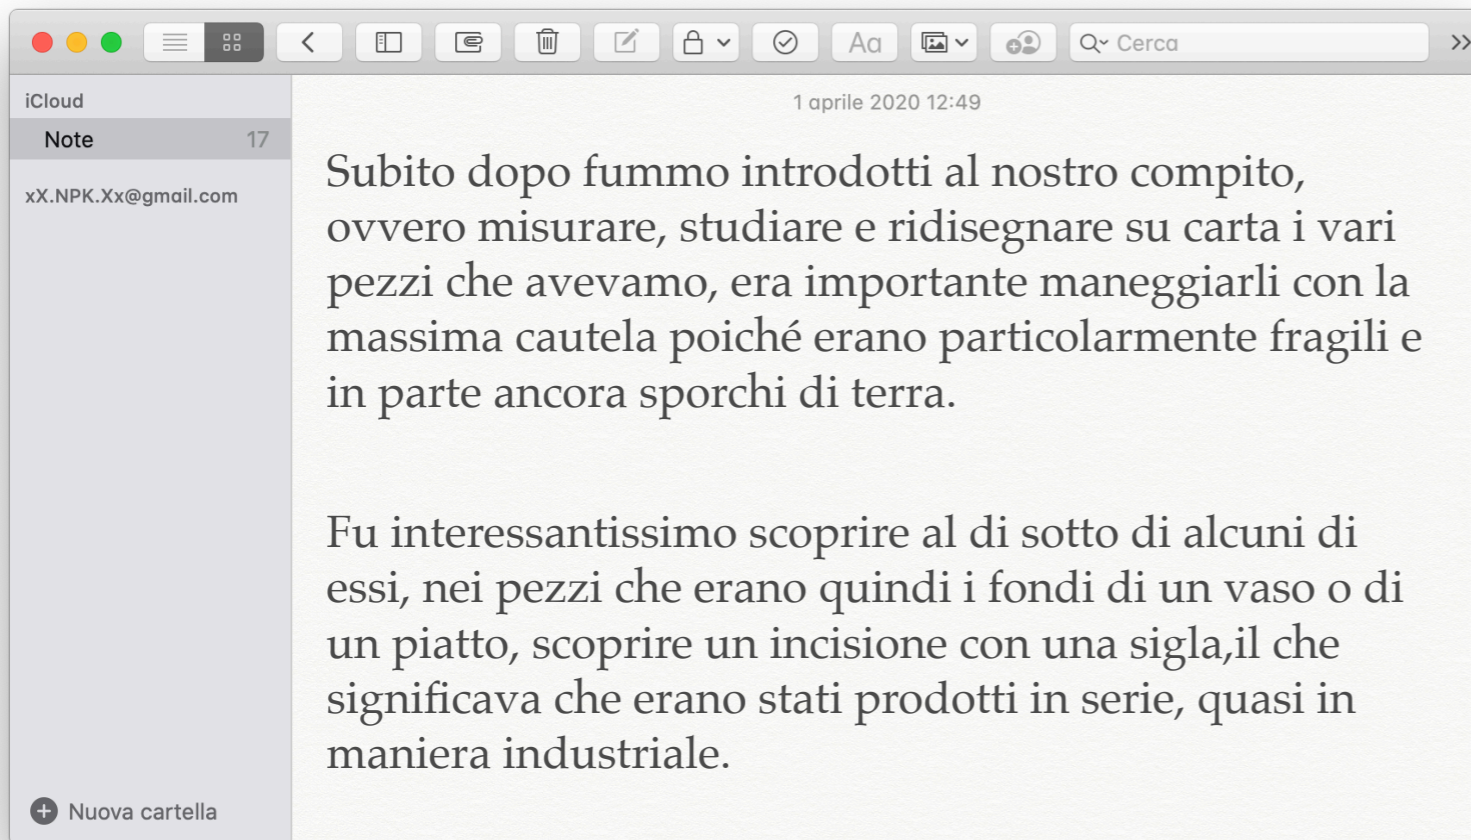 Aa
Cerca
iCloud
Note 17
xX.NPK.Xx@gmail.com
Nuova cartella
1 aprile 2020 12:49
Subito dopo fummo introdotti al nostro compito,
ovvero misurare, studiare e ridisegnare su carta i vari
pezzi che avevamo, era importante maneggiarli con la
massima cautela poiché erano particolarmente fragili e
in parte ancora sporchi di terra.
Fu interessantissimo scoprire al di sotto di alcuni di
essi, nei pezzi che erano quindi i fondi di un vaso o di
un piatto, scoprire un incisione con una sigla,il che
significava che erano stati prodotti in serie, quasi in
maniera industriale.